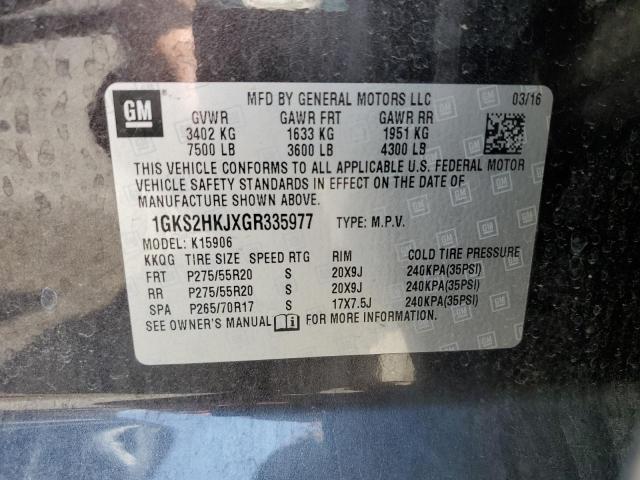 GM
MFD BY GENERAL MOTORS LLC 03/16
GVWR GAWR FRT GAWR RR
3402 KG 1633 KG 1951 KG
7500 LB 3600 LB 4300 LB
THIS VEHICLE CONFORMS TO ALL APPLICABLE U.S. FEDERAL MOTOR
VEHICLE SAFETY STANDARDS IN EFFECT ON THE DATE OF
MANUFACTURE SHOWN ABOVE.
1GKS2HKJXGR335977 TYPE: M.P.V.
MODEL: K15906
KKQG TIRE SIZE SPEED RTG RIM COLD TIRE PRESSURE
FRT P275/55R20 S 20X9J 240KPA(35PSI)
RR P275/55R20 S 20X9J 240KPA(35PSI)
SPA P265/70R17 S 17X7.5J 240KPA(35PSI)
SEE OWNER'S MANUAL FOR MORE INFORMATION.